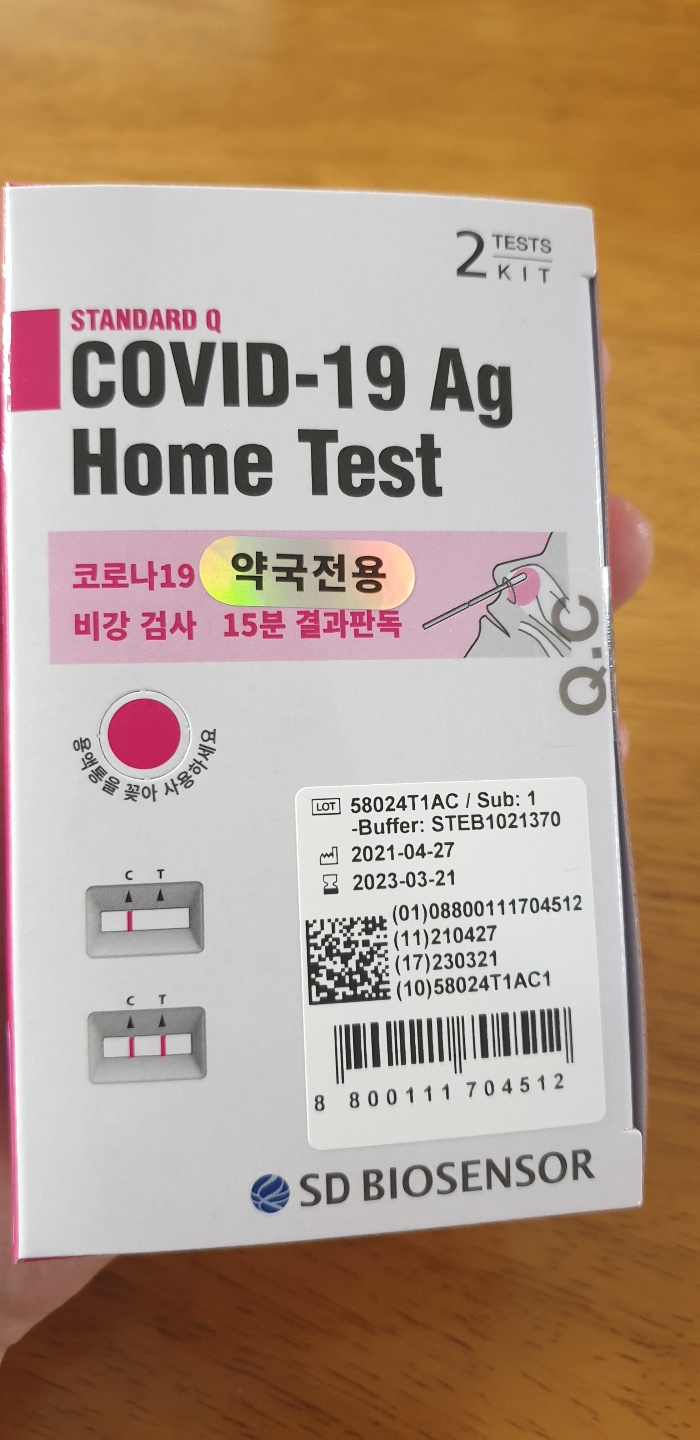 2 TESTS
KIT
STANDARD Q
COVID-19 Ag
Home Test
코로나19 약국전용
비강 검사 15분 결과판독
Q.C
용액통을 꽂아 사용하세요
LOT 58024T1AC / Sub: 1
-Buffer: STEB1021370
2021-04-27
2023-03-21
(01)08800111704512
(11)210427
(17)230321
(10)58024T1AC1
8 800111 704512
C T
C T
SD BIOSENSOR